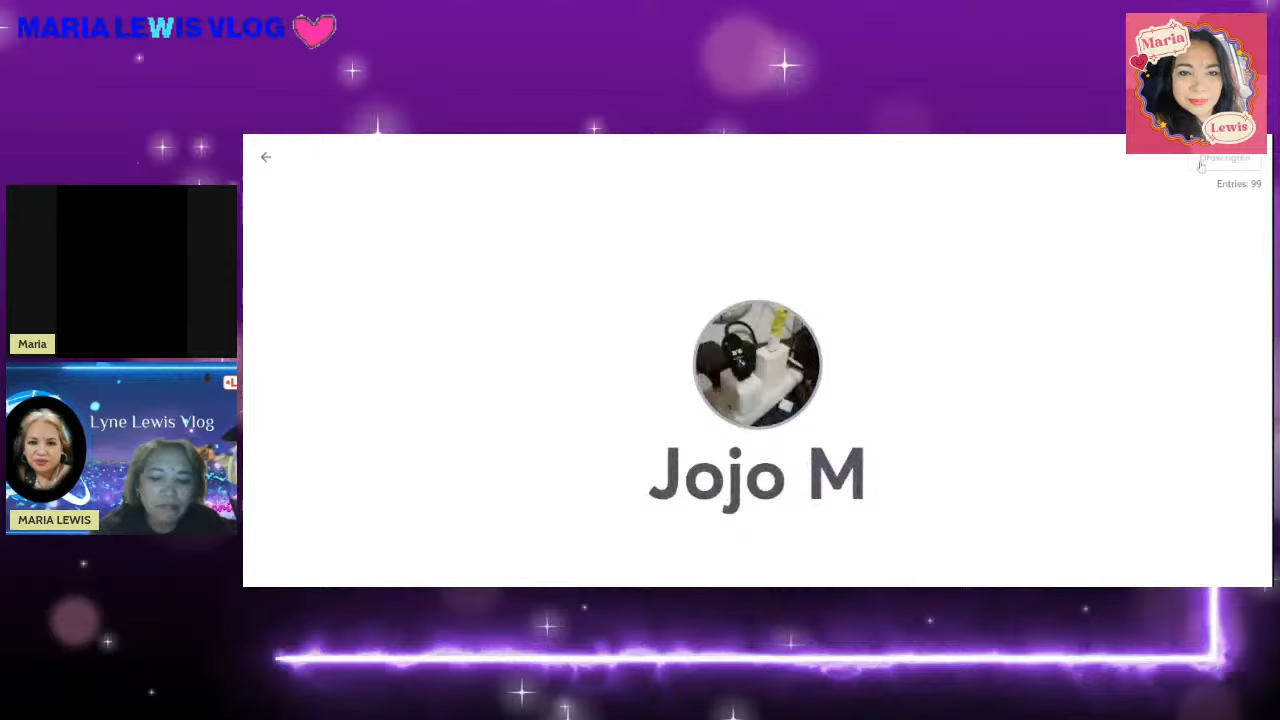 MARIA LEWIS VLOG
Maria
Lewis
Entries: 99
Maria
Lyne Lewis Vlog
MARIA LEWIS
Jojo M